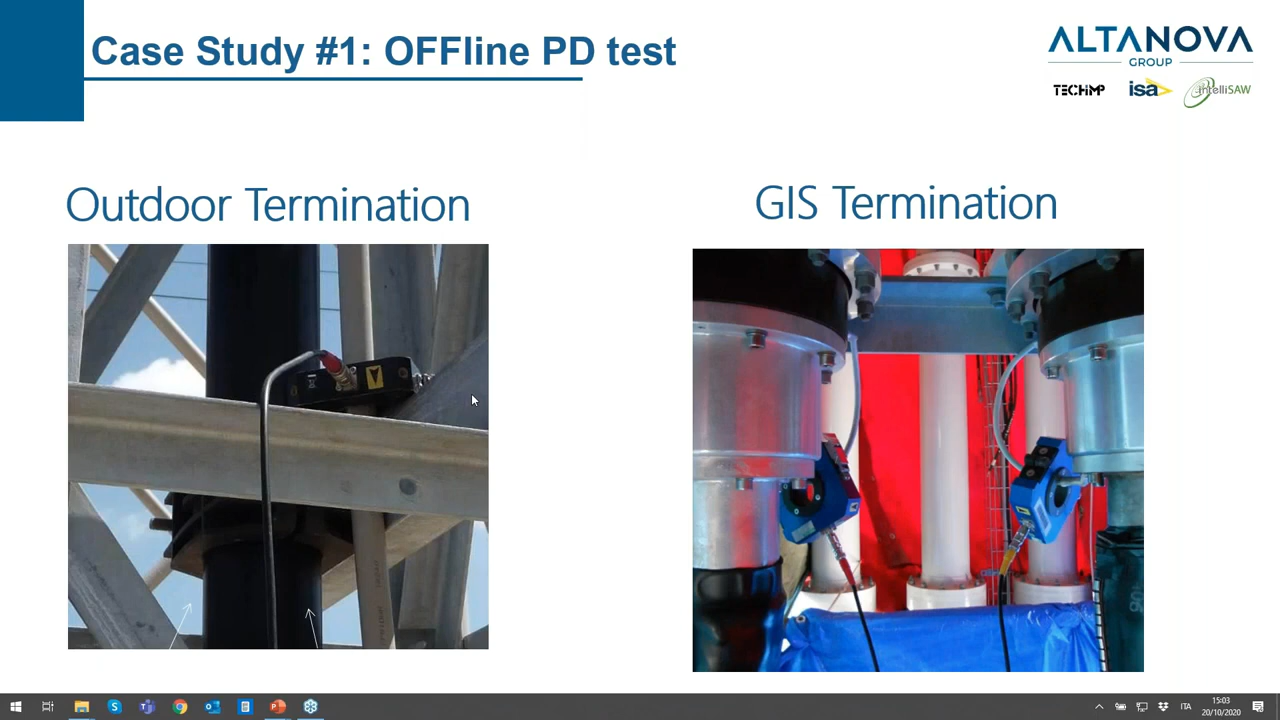 Case Study #1: OFFline PD test
ALTANOVA
GROUP
TECHIMP
isa
intelliSAW
Outdoor Termination
GIS Termination
ITA
15:03
20/10/2020